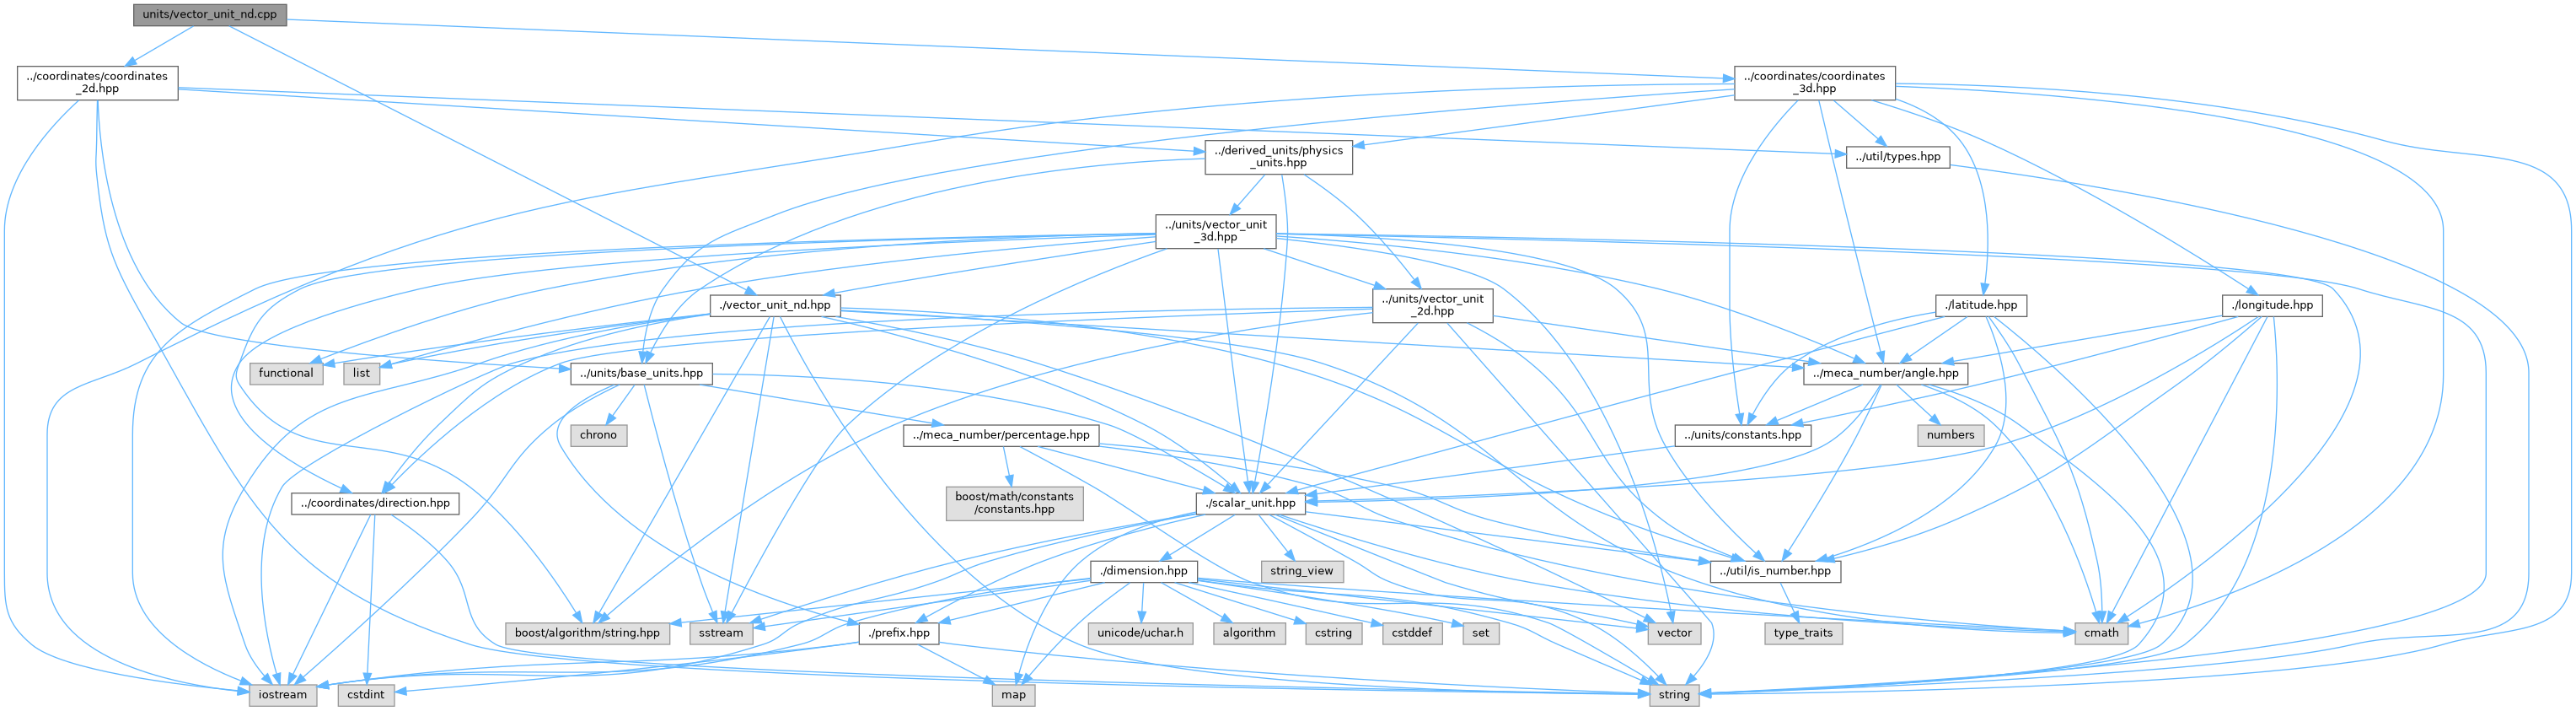 units/vector_unit_nd.cpp
../coordinates/coordinates
_2d.hpp
../coordinates/coordinates
_3d.hpp
../derived_units/physics
_units.hpp
../util/types.hpp
../units/vector_unit
_3d.hpp
./vector_unit_nd.hpp
../units/vector_unit
_2d.hpp
./latitude.hpp
./longitude.hpp
functional
list
../units/base_units.hpp
../meca_number/angle.hpp
chrono
../meca_number/percentage.hpp
../units/constants.hpp
numbers
../coordinates/direction.hpp
boost/math/constants
/constants.hpp
./scalar_unit.hpp
./dimension.hpp
string_view
../util/is_number.hpp
boost/algorithm/string.hpp
sstream
./prefix.hpp
unicode/uchar.h
algorithm
cstring
cstddef
set
vector
type_traits
cmath
iostream
cstdint
map
string